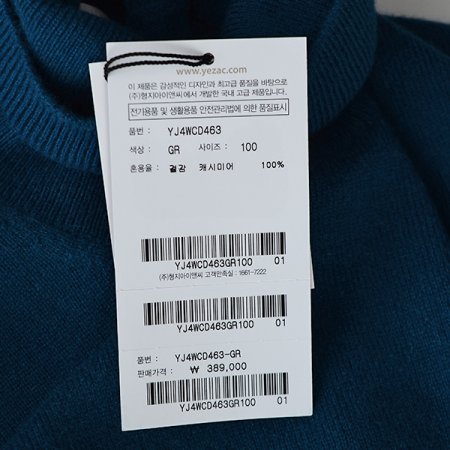 www.yezac.com
이 제품은 감성적인 디자인과 최고급 품질을 바탕으로
(주)형지아이앤씨에서 개발한 국내 고급 제품입니다.
전기용품 및 생활용품 안전관리법에 의한 품질표시
품번: YJ4WCD463
색상: GR 사이즈: 100
혼용율: 겉감 캐시미어 100%
YJ4WCD463GR100 01
(주)형지아이앤씨 고객만족실 : 1661-7222
YJ4WCD463GR100 01
품번: YJ4WCD463-GR
판매가격: ₩ 389,000
YJ4WCD463GR100 01